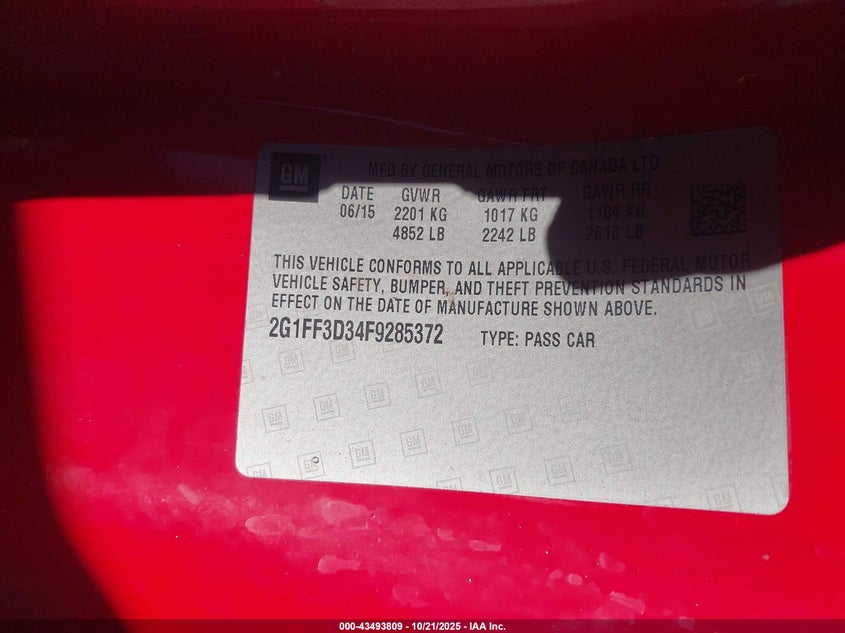 GM
MFD BY GENERAL MOTORS OF CANADA LTD.
DATE GVWR GAWR FRT GAWR RR
06/15 2201 KG 1017 KG 1184 KG
4852 LB 2242 LB 2610 LB
THIS VEHICLE CONFORMS TO ALL APPLICABLE U.S. FEDERAL MOTOR
VEHICLE SAFETY, BUMPER, AND THEFT PREVENTION STANDARDS IN
EFFECT ON THE DATE OF MANUFACTURE SHOWN ABOVE.
2G1FF3D34F9285372 TYPE: PASS CAR
000-43493809 - 10/21/2025 - IAA Inc.